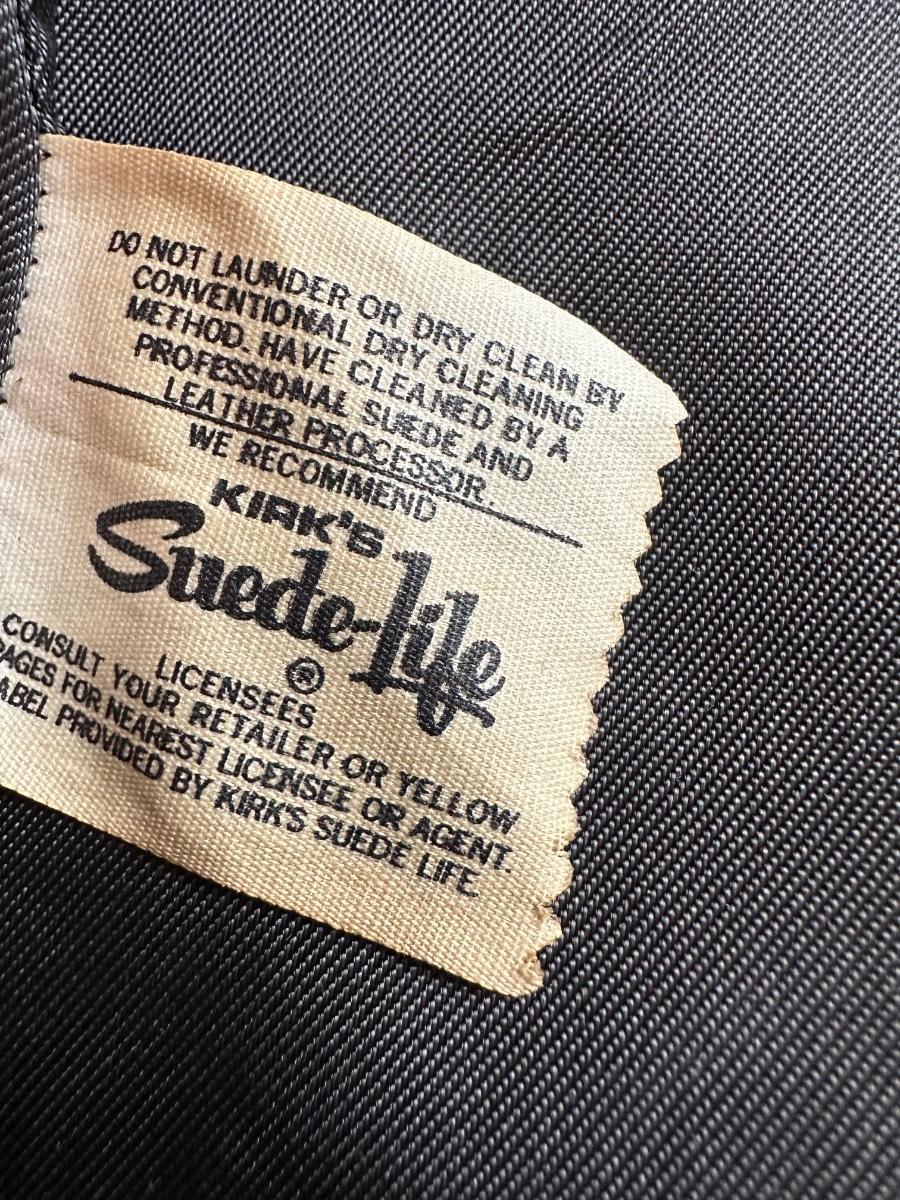 DO NOT LAUNDER OR DRY CLEAN BY
CONVENTIONAL DRY CLEANING
METHOD. HAVE CLEANED BY A
PROFESSIONAL SUEDE AND
LEATHER PROCESSOR.
WE RECOMMEND
KIRK'S
Suede-life
®
LICENSEES
CONSULT YOUR RETAILER OR YELLOW
PAGES FOR NEAREST LICENSEE OR AGENT.
LABEL PROVIDED BY KIRK'S SUEDE LIFE.